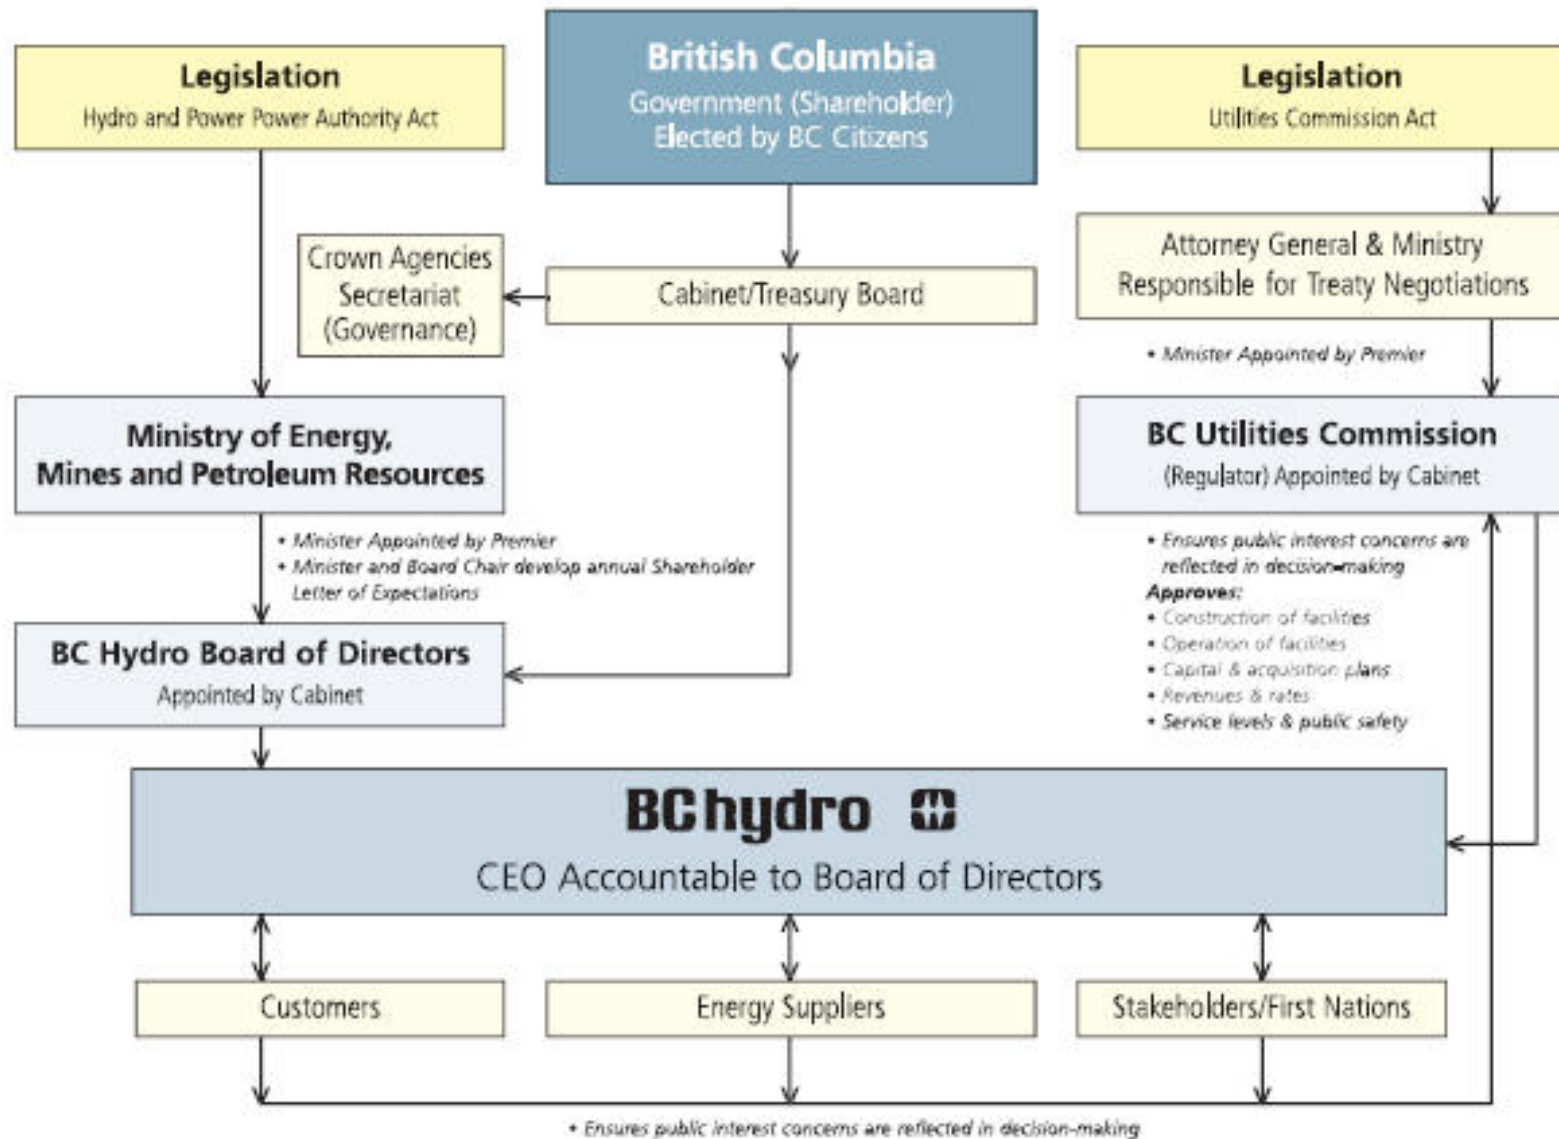 Legislation
Hydro and Power Power Authority Act
British Columbia
Government (Shareholder)
Elected by BC Citizens
Legislation
Utilities Commission Act
Crown Agencies
Secretariat
(Governance)
Cabinet/Treasury Board
Attorney General & Ministry
Responsible for Treaty Negotiations
• Minister Appointed by Premier
Ministry of Energy,
Mines and Petroleum Resources
BC Utilities Commission
(Regulator) Appointed by Cabinet
• Minister Appointed by Premier
• Minister and Board Chair develop annual Shareholder
Letter of Expectations
• Ensures public interest concerns are
reflected in decision-making
Approves:
• Construction of facilities
• Operation of facilities
• Capital & acquisition plans
• Revenues & rates
• Service levels & public safety
BC Hydro Board of Directors
Appointed by Cabinet
BC hydro
CEO Accountable to Board of Directors
Customers
Energy Suppliers
Stakeholders/First Nations
• Ensures public interest concerns are reflected in decision-making